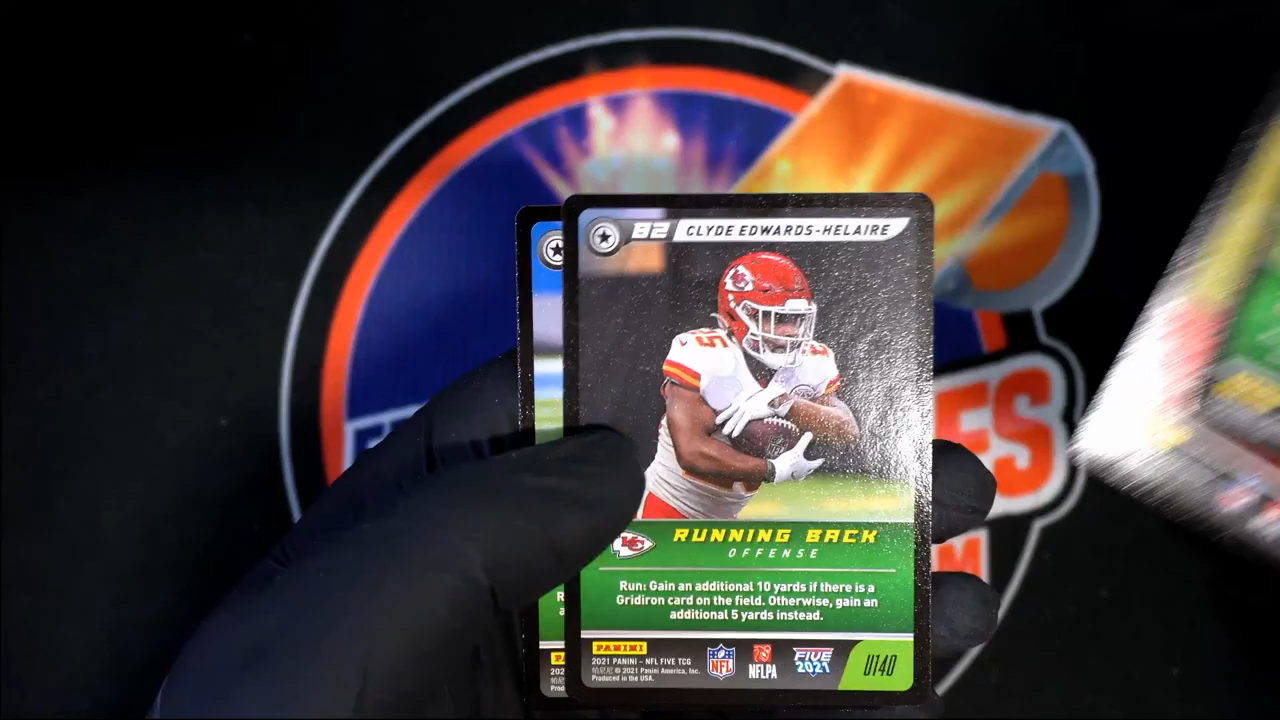 82 CLYDE EDWARDS-HELAIRE
25
KC
RUNNING BACK
OFFENSE
Run: Gain an additional 10 yards if there is a
Gridiron card on the field. Otherwise, gain an
additional 5 yards instead.
PANINI
2021 PANINI – NFL FIVE TCG
© 2021 Panini America, Inc.
Produced in the USA.
NFL
NFLPA
FIVE
2021
U140